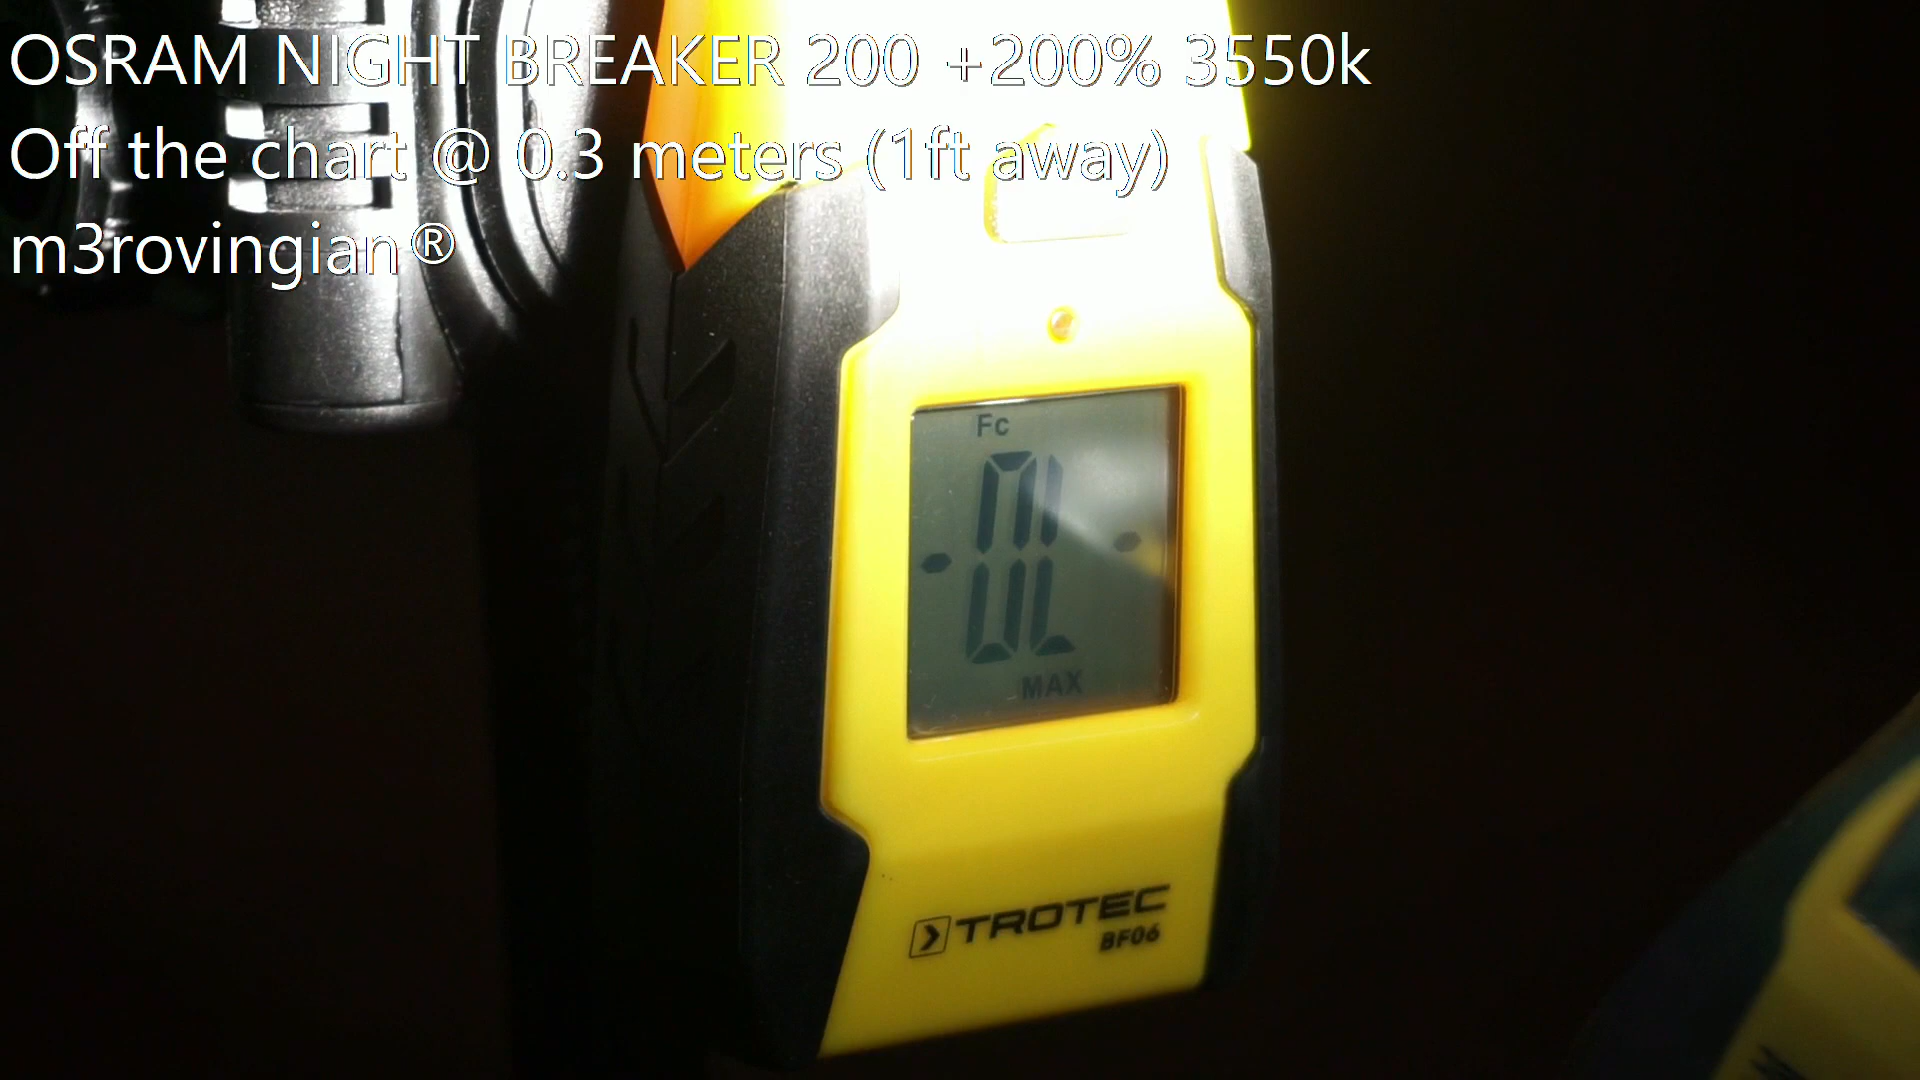 OSRAM NIGHT BREAKER 200 +200% 3550k
Off the chart @ 0.3 meters (1ft away)
m3rovingian®
Fc
- OL -
MAX
TROTEC
BF06